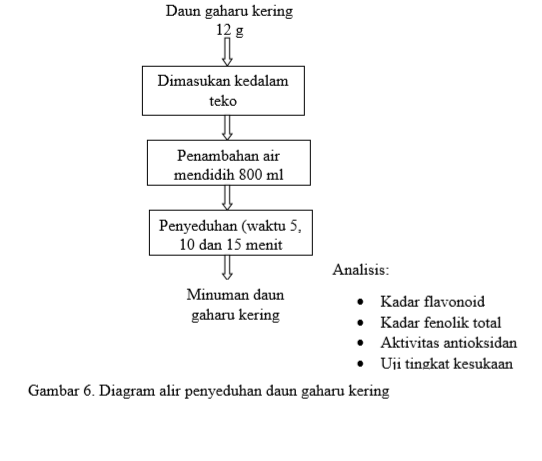 Daun gaharu kering
12 g
Dimasukan kedalam
teko
Penambahan air
mendidih 800 ml
Penyeduhan (waktu 5,
10 dan 15 menit
Minuman daun
gaharu kering
Analisis:
• Kadar flavonoid
• Kadar fenolik total
• Aktivitas antioksidan
• Uji tingkat kesukaan
Gambar 6. Diagram alir penyeduhan daun gaharu kering